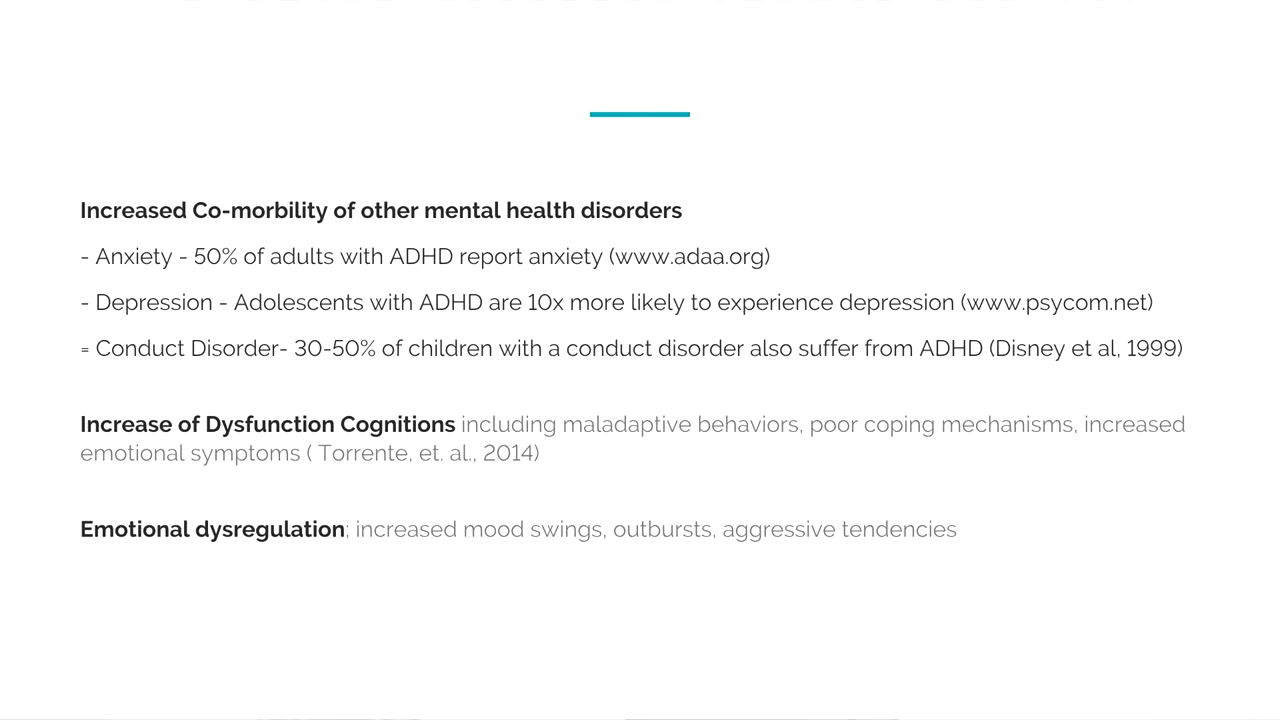 Increased Co-morbility of other mental health disorders
- Anxiety - 50% of adults with ADHD report anxiety (www.adaa.org)
- Depression - Adolescents with ADHD are 10x more likely to experience depression (www.psycom.net)
= Conduct Disorder- 30-50% of children with a conduct disorder also suffer from ADHD (Disney et al, 1999)
Increase of Dysfunction Cognitions including maladaptive behaviors, poor coping mechanisms, increased
emotional symptoms ( Torrente, et. al., 2014)
Emotional dysregulation; increased mood swings, outbursts, aggressive tendencies